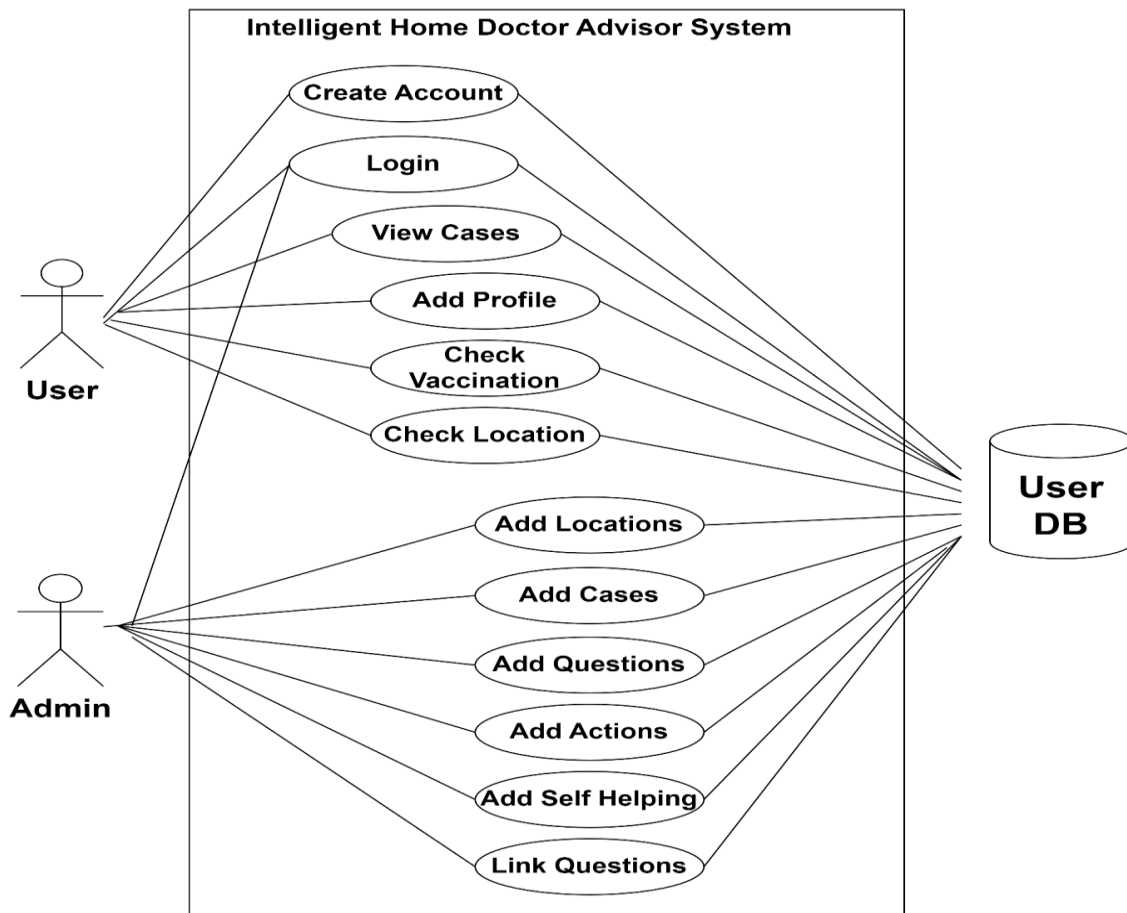 Intelligent Home Doctor Advisor System
Create Account
Login
View Cases
Add Profile
Check
Vaccination
Check Location
User
Add Locations
Add Cases
Add Questions
Add Actions
Add Self Helping
Link Questions
Admin
User
DB